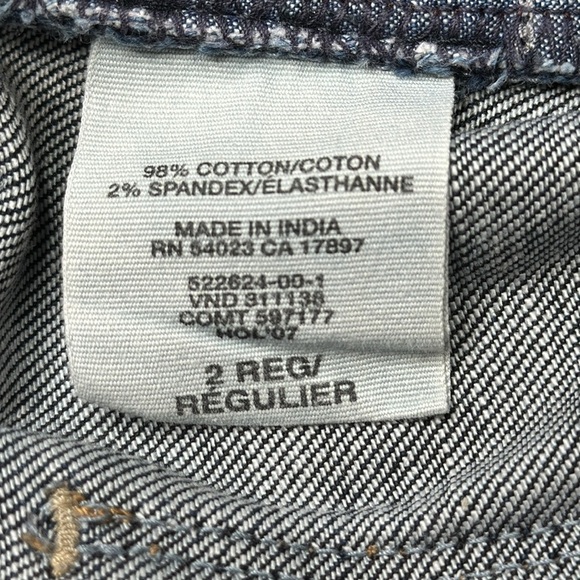 98% COTTON/COTON
2% SPANDEX/ÉLASTHANNE
MADE IN INDIA
RN 54023 CA 17897
522624-00-1
VND 311138
COMT 597177
HOL'07
2 REG/
RÉGULIER